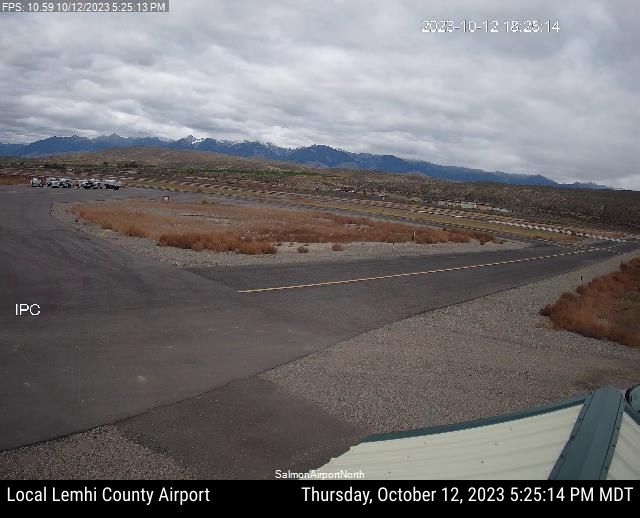 FPS: 10.59 10/12/2023 5:25:13 PM
2023-10-12 18:25:14
IPC
SalmonAirportNorth
Local Lemhi County Airport Thursday, October 12, 2023 5:25:14 PM MDT